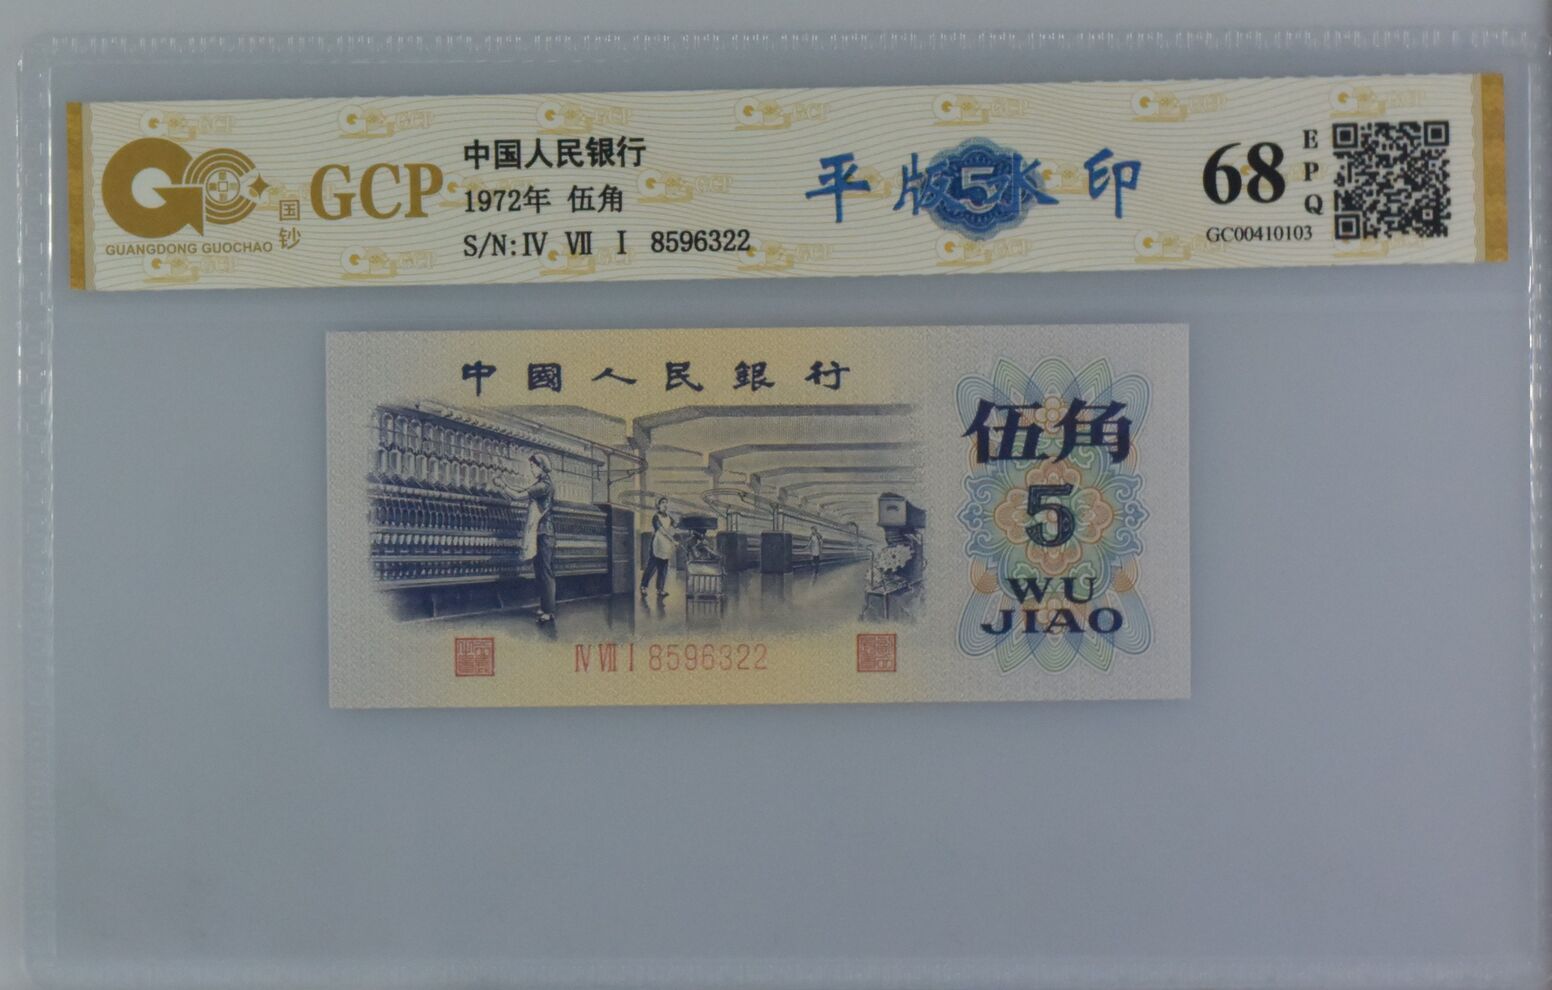 GUANGDONG GUOCHAO
国钞
GCP
中国人民银行
1972年 伍角
S/N:Ⅳ Ⅶ Ⅰ 8596322
平版水印
5
68
EPQ
GC00410103
中國人民銀行
伍角
5
WU
JIAO
Ⅳ Ⅶ Ⅰ 8596322